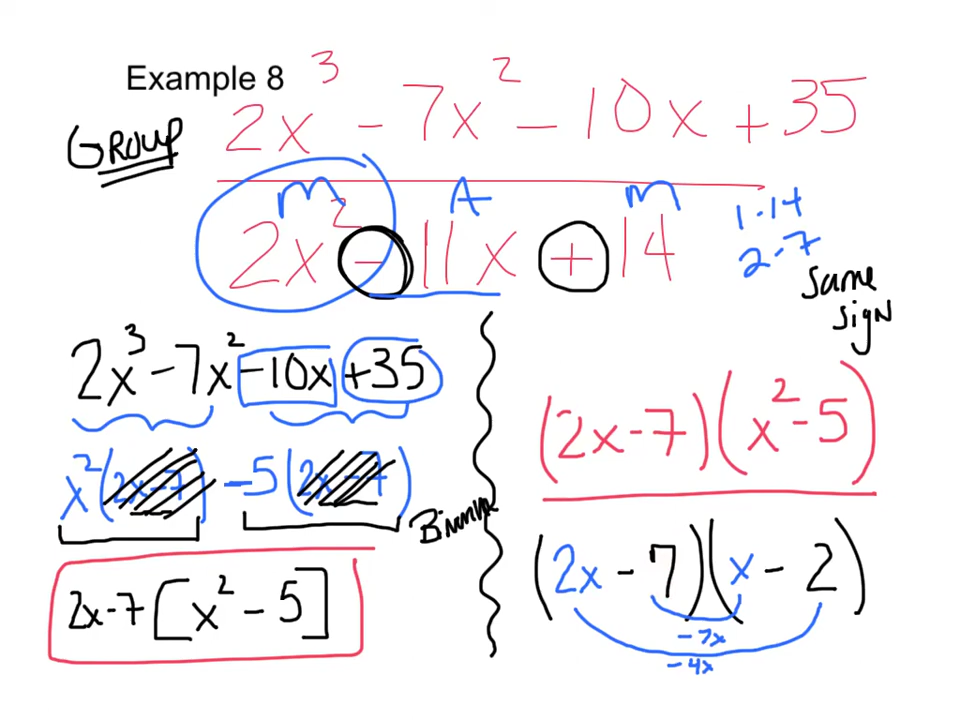 Example 8
GROUP
2x³ - 7x² - 10x + 35
M A M
2x² - 11x + 14
1 · 14
2 - 7
Same
sign
2x³ - 7x² - 10x + 35
x²(2x-7) - 5(2x-7)
2x-7[x² - 5]
(2x-7)(x²-5)
(2x - 7)(x - 2)
-7x
-4x